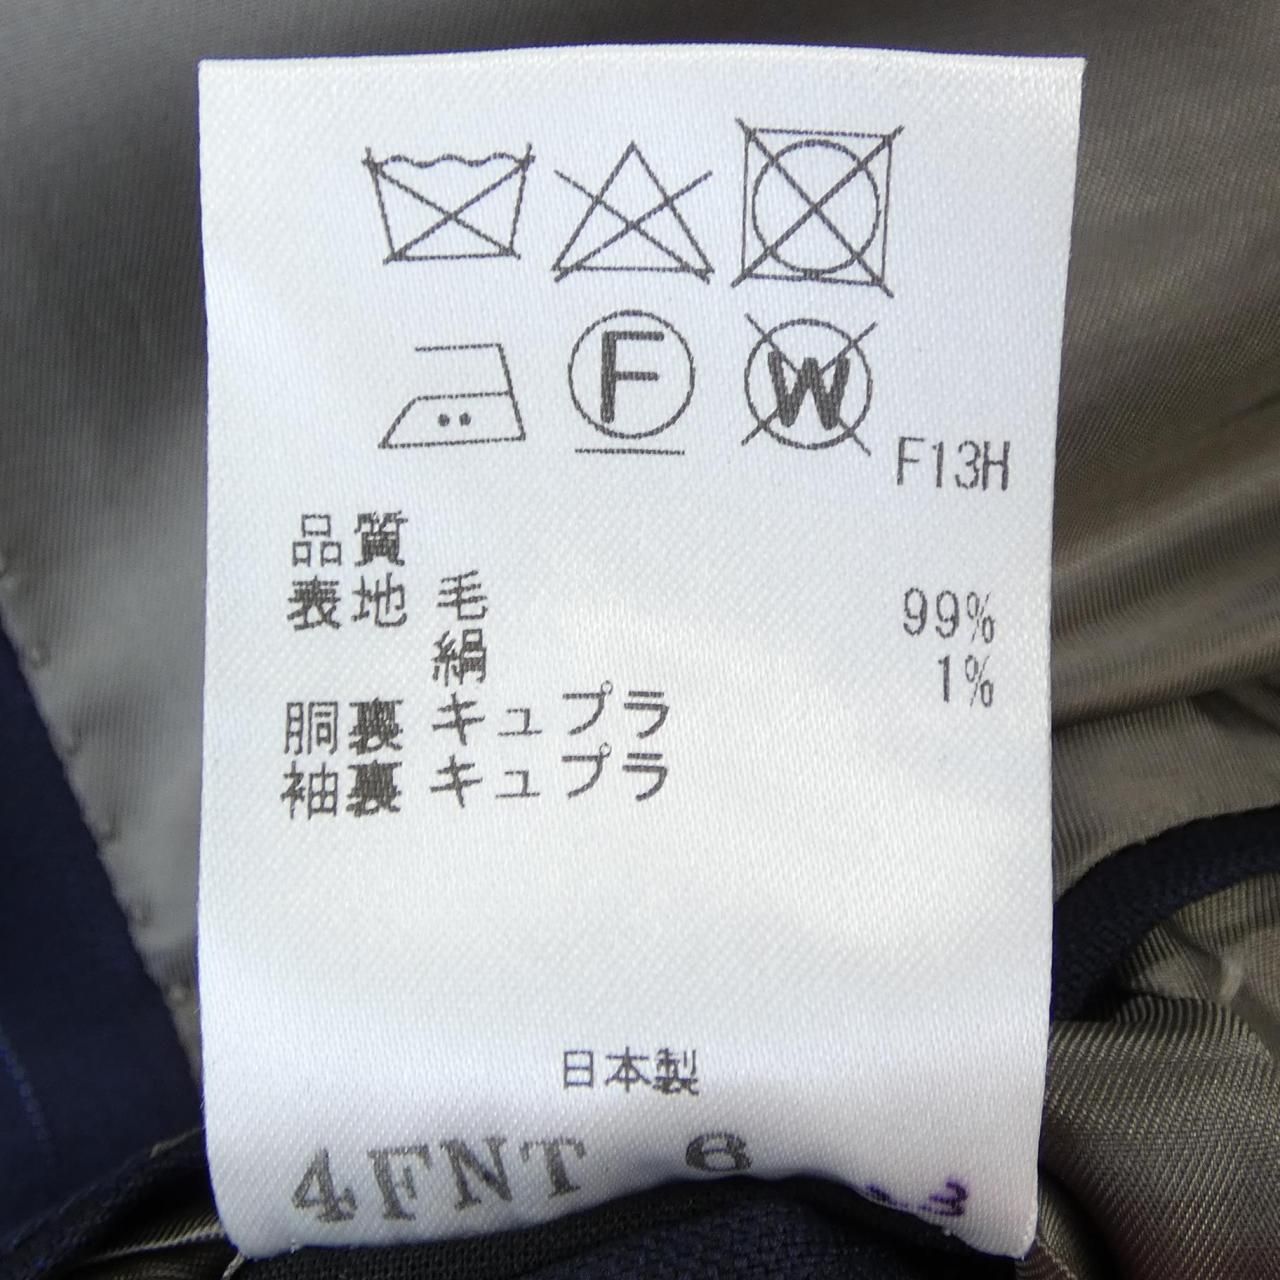 F
W
F13H
品質
表地 毛 99%
絹 1%
胴裏 キュプラ
袖裏 キュプラ
日本製
4FNT 6